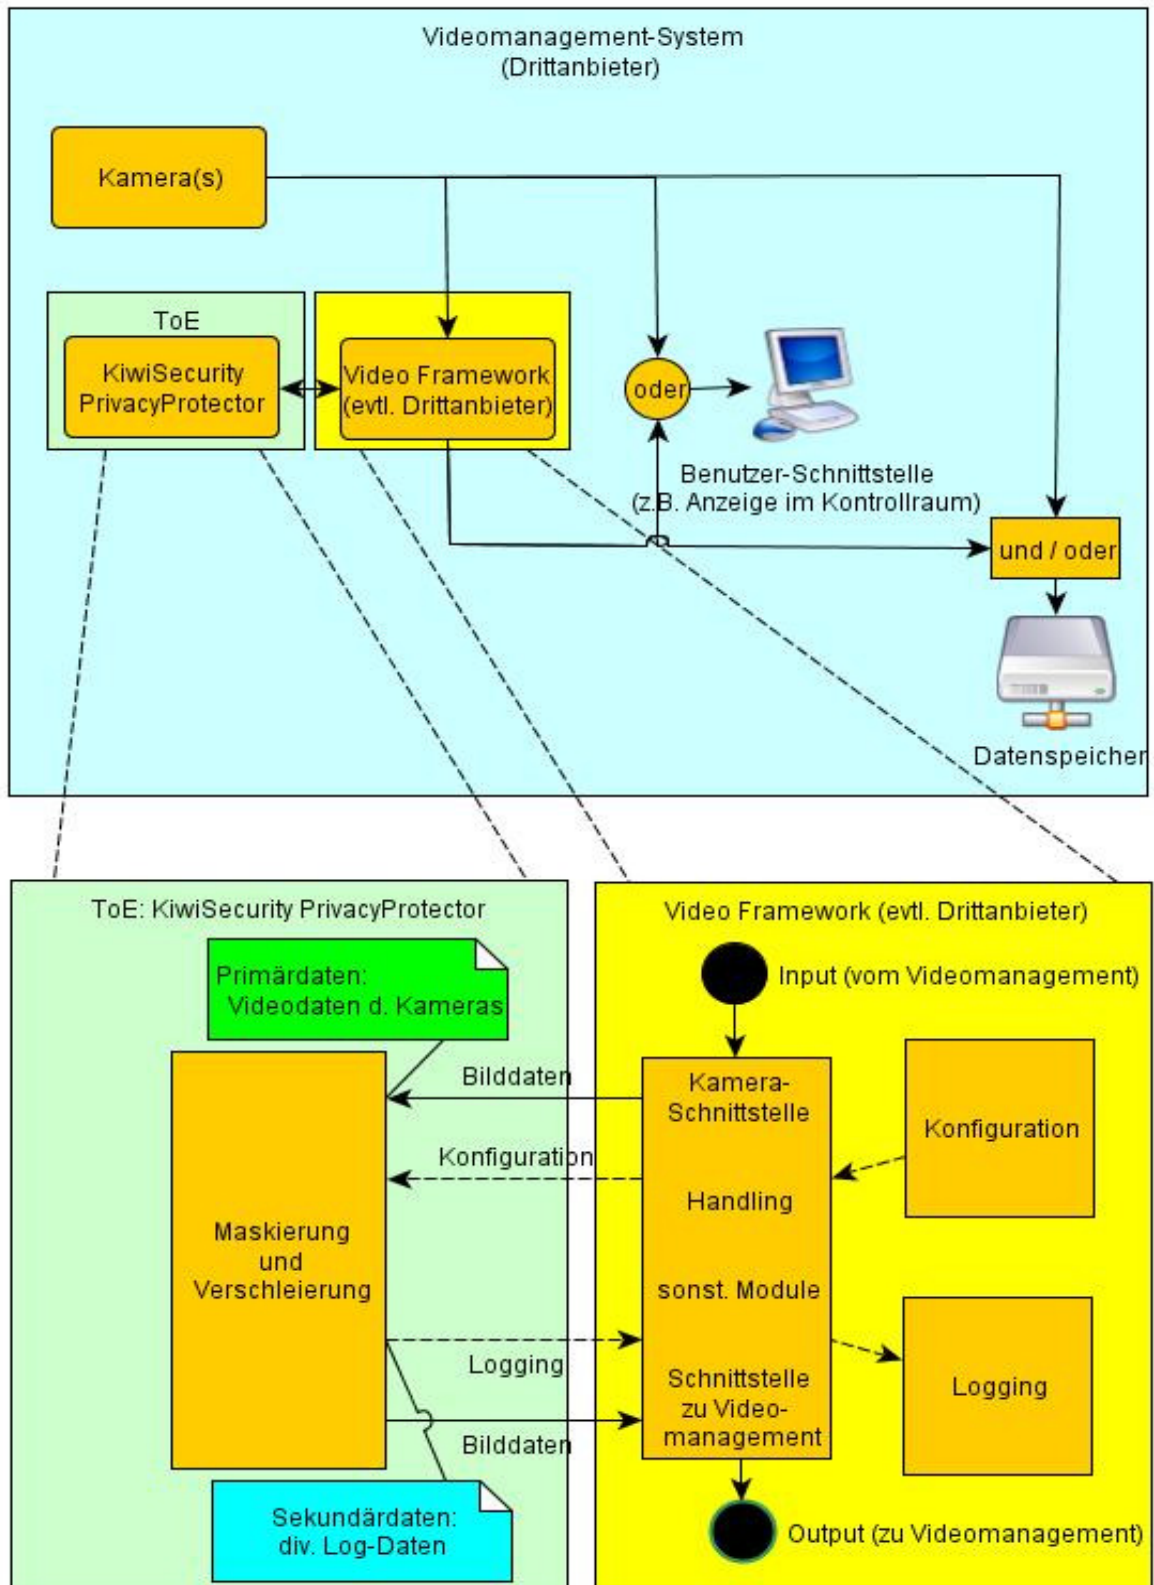 Videomanagement-System
(Drittanbieter)
Kamera(s)
ToE
KiwiSecurity
PrivacyProtector
Video Framework
(evtl. Drittanbieter)
oder
Benutzer-Schnittstelle
(z.B. Anzeige im Kontrollraum)
und / oder
Datenspeicher
ToE: KiwiSecurity PrivacyProtector
Primärdaten:
Videodaten d. Kameras
Maskierung
und
Verschleierung
Bilddaten
Konfiguration
Logging
Bilddaten
Sekundärdaten:
div. Log-Daten
Video Framework (evtl. Drittanbieter)
Input (vom Videomanagement)
Kamera-
Schnittstelle
Handling
sonst. Module
Schnittstelle
zu Video-
management
Konfiguration
Logging
Output (zu Videomanagement)